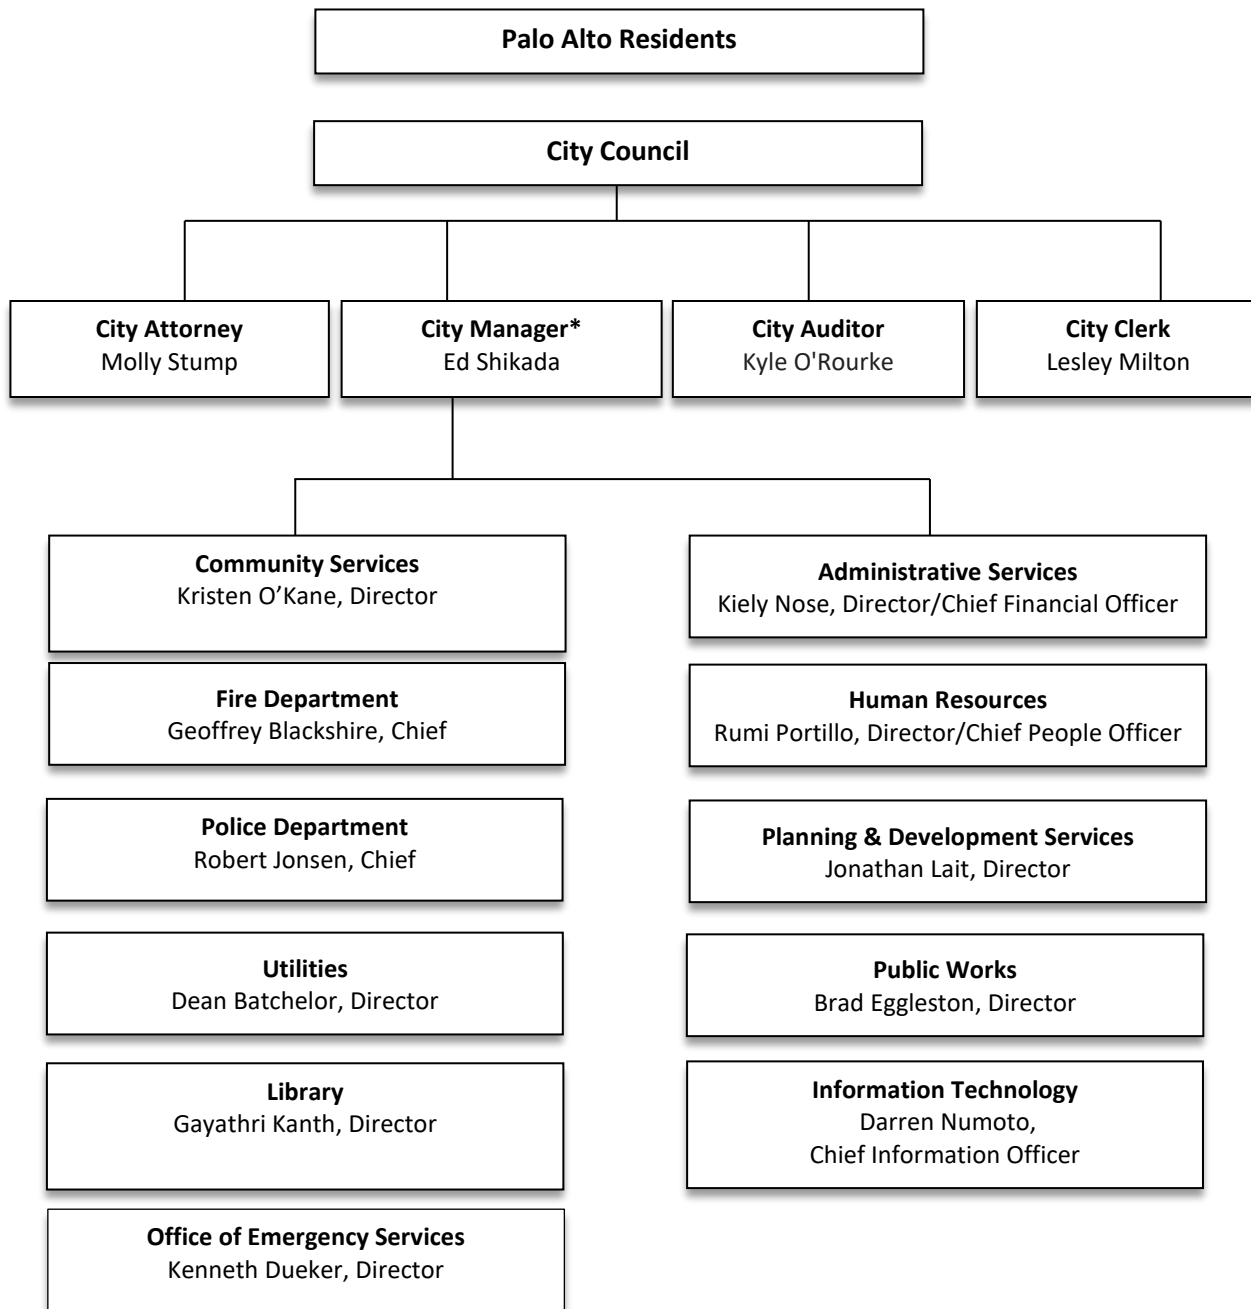 Palo Alto Residents
City Council
City Attorney
Molly Stump
City Manager*
Ed Shikada
City Auditor
Kyle O'Rourke
City Clerk
Lesley Milton
Community Services
Kristen O’Kane, Director
Fire Department
Geoffrey Blackshire, Chief
Police Department
Robert Jonsen, Chief
Utilities
Dean Batchelor, Director
Library
Gayathri Kanth, Director
Office of Emergency Services
Kenneth Dueker, Director
Administrative Services
Kiely Nose, Director/Chief Financial Officer
Human Resources
Rumi Portillo, Director/Chief People Officer
Planning & Development Services
Jonathan Lait, Director
Public Works
Brad Eggleston, Director
Information Technology
Darren Numoto,
Chief Information Officer